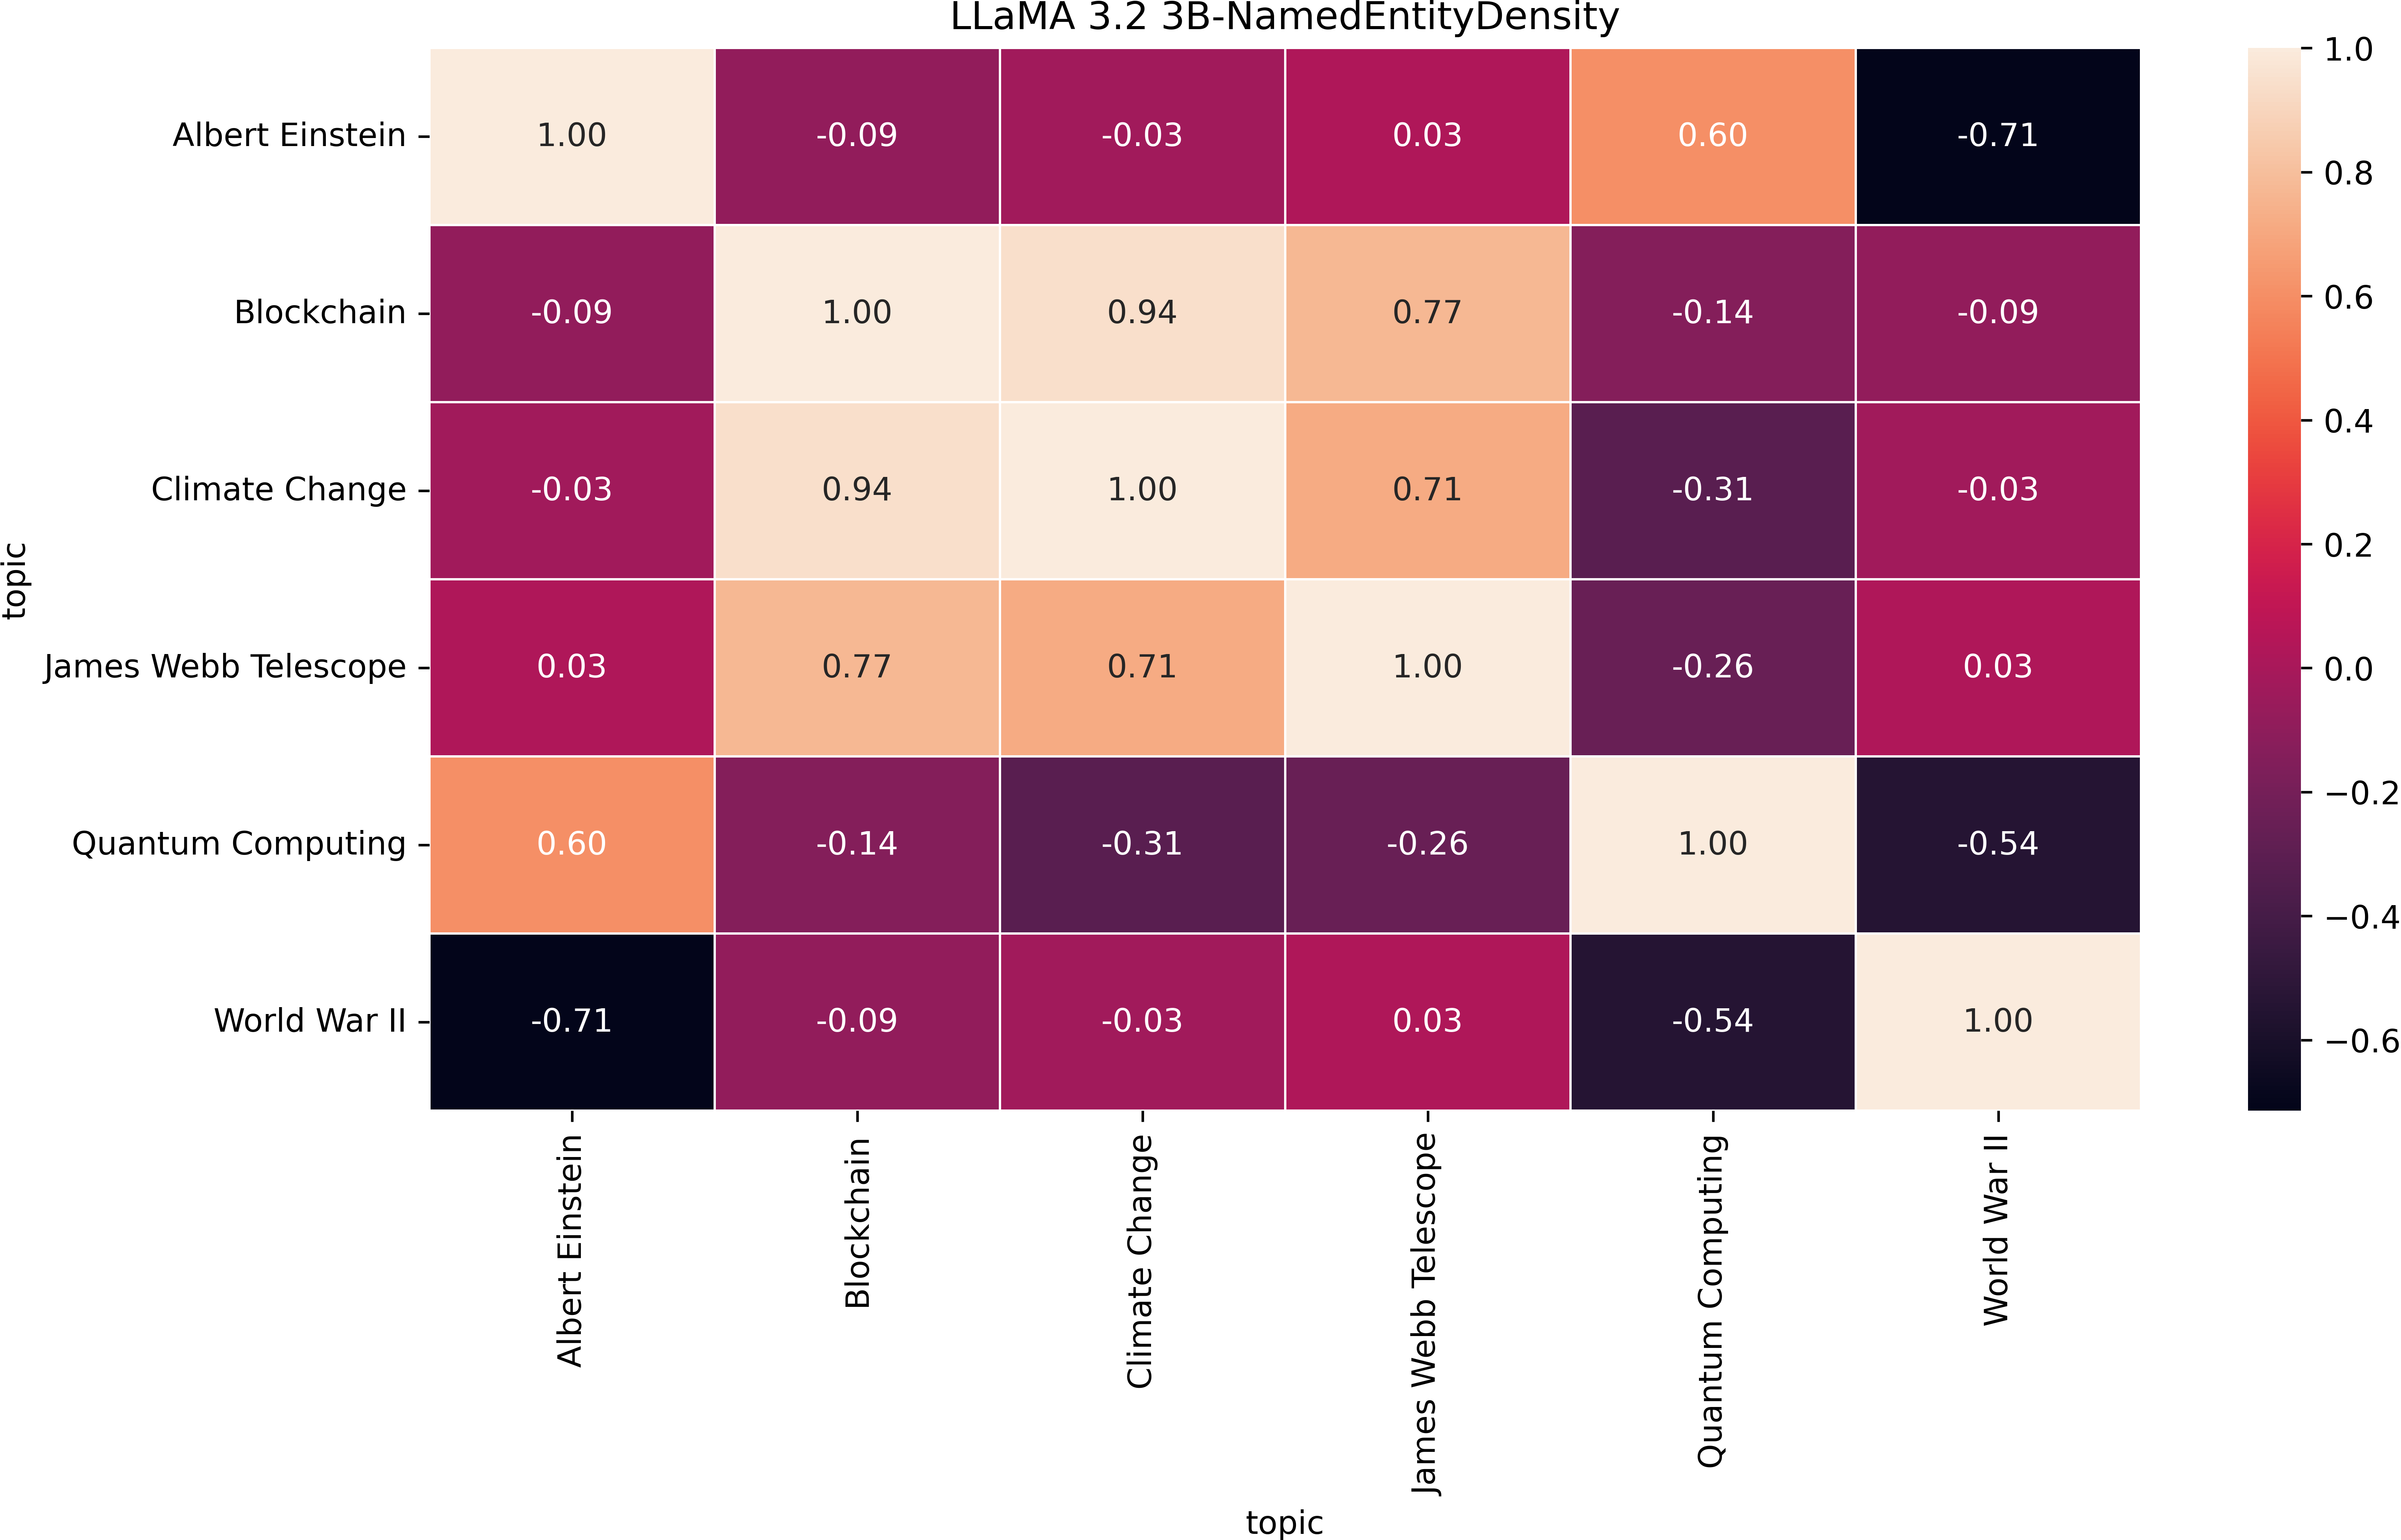 LLaMA 3.2 3B-NamedEntityDensity
Albert Einstein 1.00 -0.09 -0.03 0.03 0.60 -0.71
Blockchain -0.09 1.00 0.94 0.77 -0.14 -0.09
Climate Change -0.03 0.94 1.00 0.71 -0.31 -0.03
James Webb Telescope 0.03 0.77 0.71 1.00 -0.26 0.03
Quantum Computing 0.60 -0.14 -0.31 -0.26 1.00 -0.54
World War II -0.71 -0.09 -0.03 0.03 -0.54 1.00
topic
Albert Einstein
Blockchain
Climate Change
James Webb Telescope
Quantum Computing
World War II
topic
1.0
0.8
0.6
0.4
0.2
0.0
−0.2
−0.4
−0.6